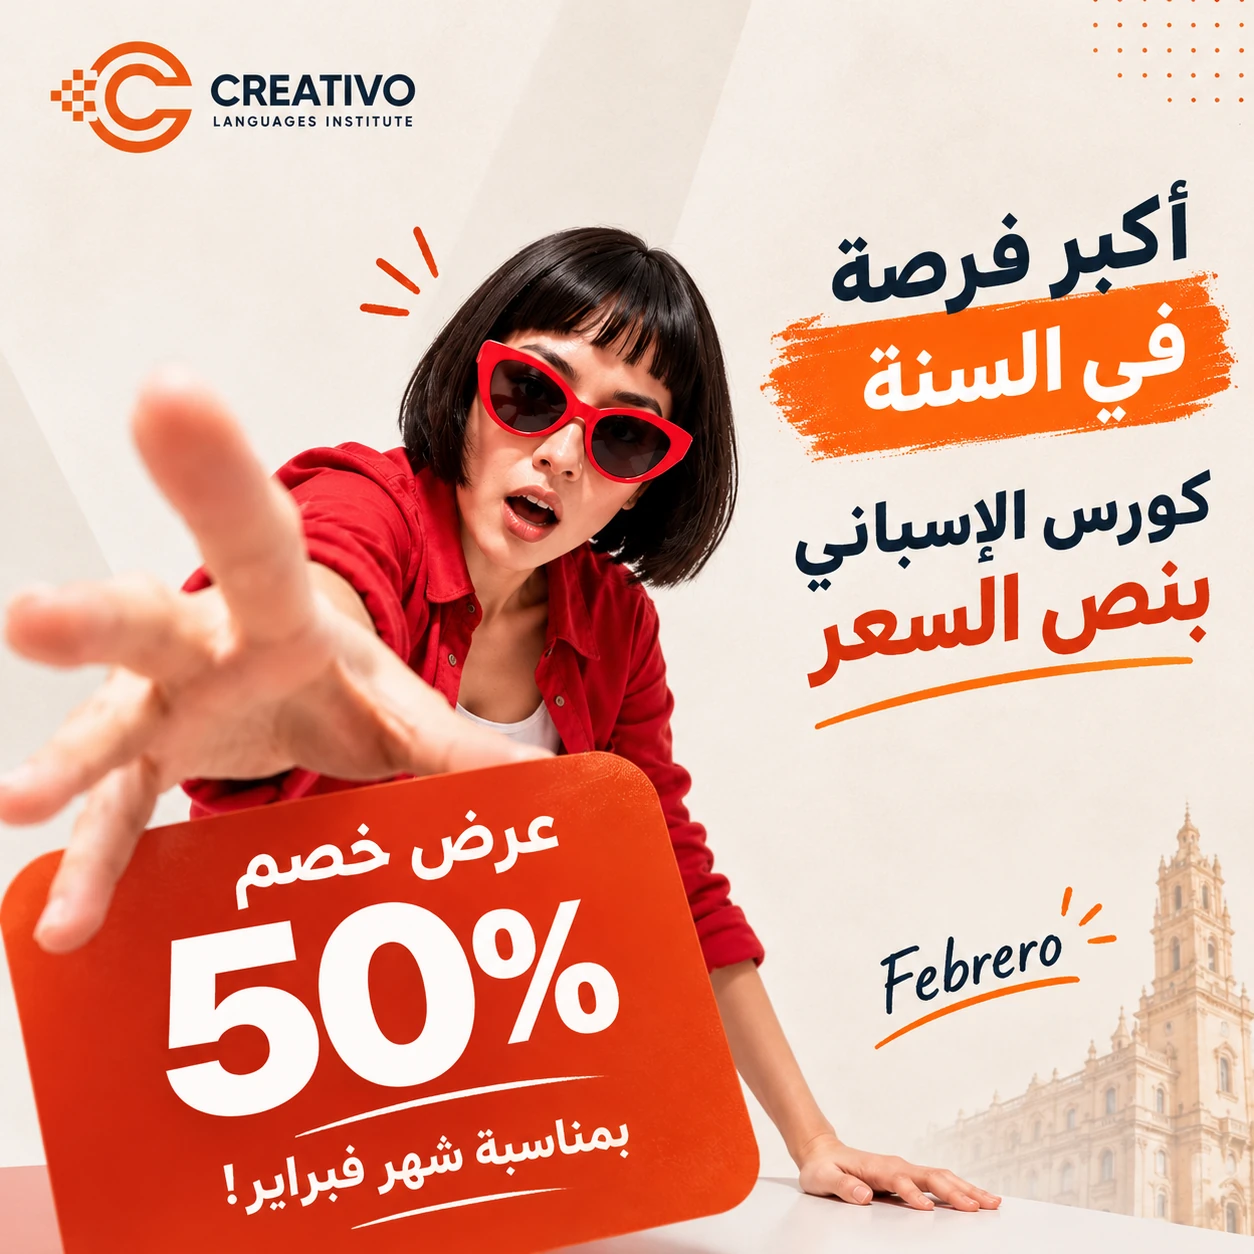 CREATIVO
LANGUAGES INSTITUTE
أكبر فرصة
في السنة
كورس الإسباني
بنص السعر
عرض خصم
50%
بمناسبة شهر فبراير!
Febrero